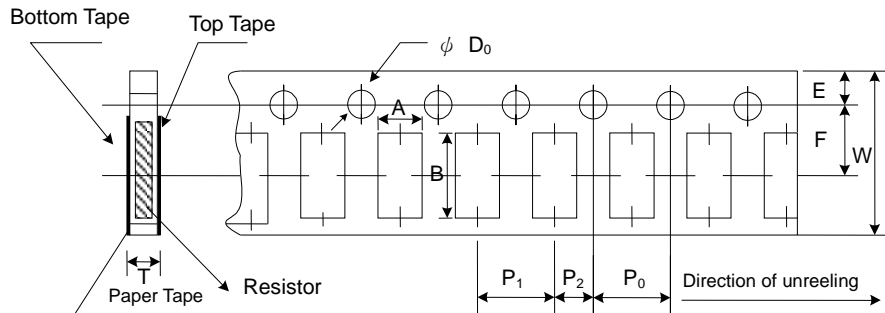 Bottom Tape
Top Tape
ϕ D₀
E
A
F
W
B
T
Paper Tape
Resistor
P₁
P₂
P₀
Direction of unreeling